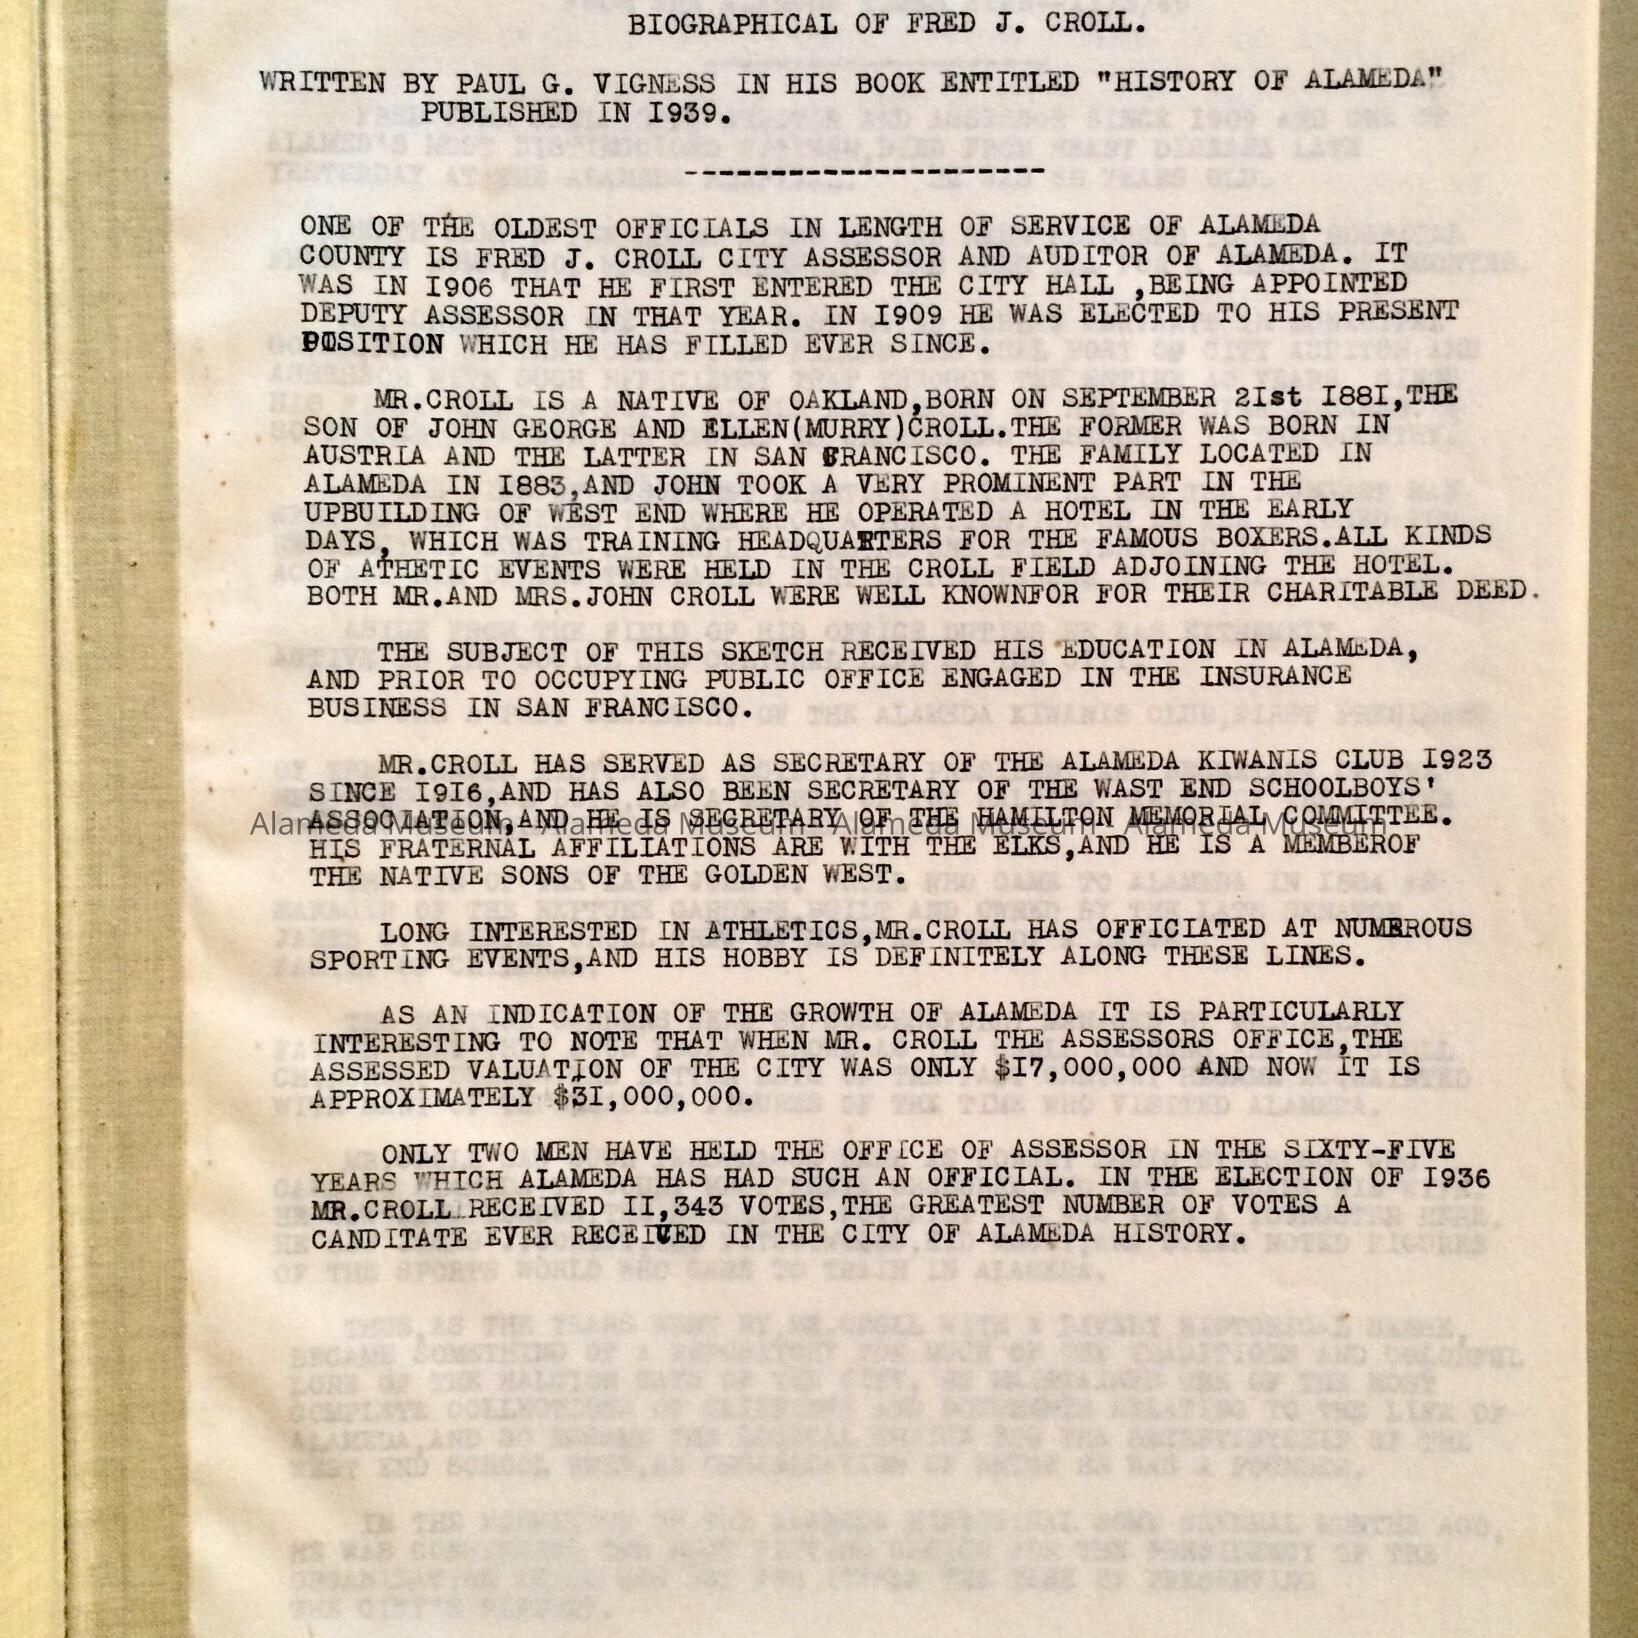 BIOGRAPHICAL OF FRED J. CROLL.
WRITTEN BY PAUL G. VIGNESS IN HIS BOOK ENTITLED "HISTORY OF ALAMEDA"
PUBLISHED IN I939.
---------------------
ONE OF THE OLDEST OFFICIALS IN LENGTH OF SERVICE OF ALAMEDA
COUNTY IS FRED J. CROLL CITY ASSESSOR AND AUDITOR OF ALAMEDA. IT
WAS IN I906 THAT HE FIRST ENTERED THE CITY HALL ,BEING APPOINTED
DEPUTY ASSESSOR IN THAT YEAR. IN I909 HE WAS ELECTED TO HIS PRESENT
POSITION WHICH HE HAS FILLED EVER SINCE.
MR.CROLL IS A NATIVE OF OAKLAND,BORN ON SEPTEMBER 2Ist I88I,THE
SON OF JOHN GEORGE AND ELLEN(MURRY)CROLL.THE FORMER WAS BORN IN
AUSTRIA AND THE LATTER IN SAN FRANCISCO. THE FAMILY LOCATED IN
ALAMEDA IN I883,AND JOHN TOOK A VERY PROMINENT PART IN THE
UPBUILDING OF WEST END WHERE HE OPERATED A HOTEL IN THE EARLY
DAYS, WHICH WAS TRAINING HEADQUARTERS FOR THE FAMOUS BOXERS.ALL KINDS
OF ATHETIC EVENTS WERE HELD IN THE CROLL FIELD ADJOINING THE HOTEL.
BOTH MR.AND MRS.JOHN CROLL WERE WELL KNOWNFOR FOR THEIR CHARITABLE DEED.
THE SUBJECT OF THIS SKETCH RECEIVED HIS EDUCATION IN ALAMEDA,
AND PRIOR TO OCCUPYING PUBLIC OFFICE ENGAGED IN THE INSURANCE
BUSINESS IN SAN FRANCISCO.
MR.CROLL HAS SERVED AS SECRETARY OF THE ALAMEDA KIWANIS CLUB I923
SINCE I9I6,AND HAS ALSO BEEN SECRETARY OF THE WAST END SCHOOLBOYS'
ASSOCIATION,AND HE IS SECRETARY OF THE HAMILTON MEMORIAL COMMITTEE.
Alameda Museum - Alameda Museum - Alameda Museum - Alameda Museum
HIS FRATERNAL AFFILIATIONS ARE WITH THE ELKS,AND HE IS A MEMBEROF
THE NATIVE SONS OF THE GOLDEN WEST.
LONG INTERESTED IN ATHLETICS,MR.CROLL HAS OFFICIATED AT NUMEROUS
SPORTING EVENTS,AND HIS HOBBY IS DEFINITELY ALONG THESE LINES.
AS AN INDICATION OF THE GROWTH OF ALAMEDA IT IS PARTICULARLY
INTERESTING TO NOTE THAT WHEN MR. CROLL THE ASSESSORS OFFICE,THE
ASSESSED VALUATION OF THE CITY WAS ONLY $I7,000,000 AND NOW IT IS
APPROXIMATELY $3I,000,000.
ONLY TWO MEN HAVE HELD THE OFFICE OF ASSESSOR IN THE SIXTY-FIVE
YEARS WHICH ALAMEDA HAS HAD SUCH AN OFFICIAL. IN THE ELECTION OF I936
MR.CROLL RECEIVED II,343 VOTES,THE GREATEST NUMBER OF VOTES A
CANDITATE EVER RECEIVED IN THE CITY OF ALAMEDA HISTORY.